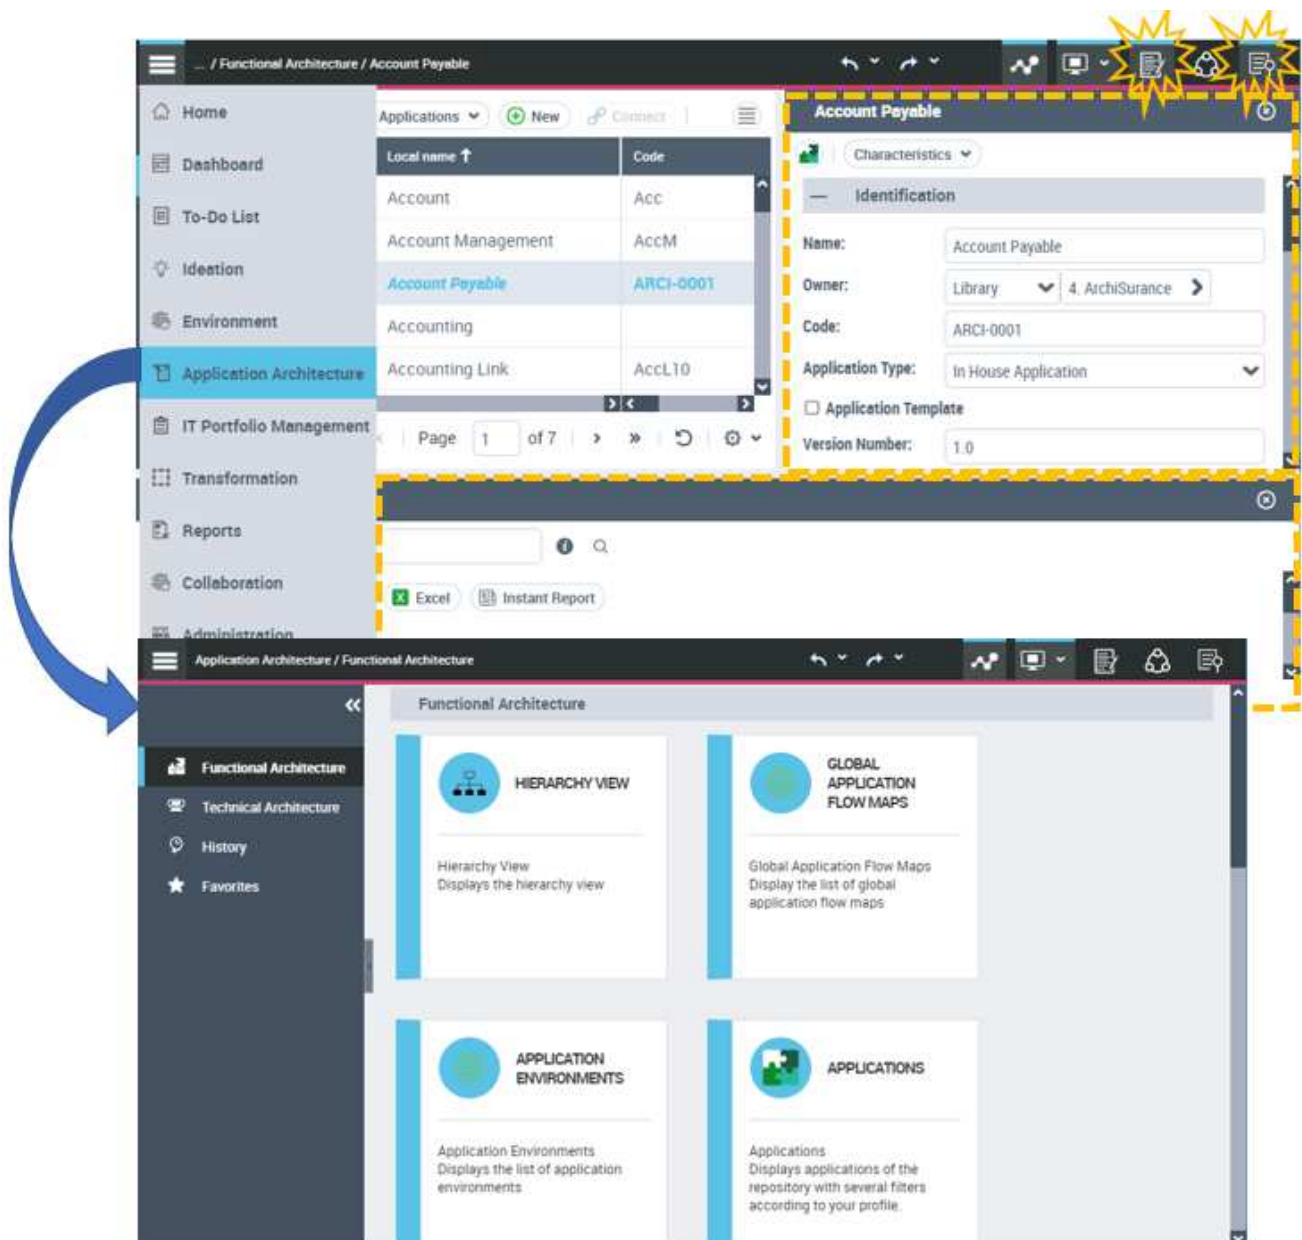 ... / Functional Architecture / Account Payable
Home
Dashboard
To-Do List
Ideation
Environment
Application Architecture
IT Portfolio Management
Transformation
Reports
Collaboration
Administration
Applications New Connect
Local name Code
Account Acc
Account Management AccM
Account Payable ARCI-0001
Accounting
Accounting Link AccL10
Page 1 of 7
Account Payable
Characteristics
Identification
Name: Account Payable
Owner: Library 4. ArchiSurance
Code: ARCI-0001
Application Type: In House Application
Application Template
Version Number: 1.0
Excel Instant Report
Application Architecture / Functional Architecture
Functional Architecture
Technical Architecture
History
Favorites
Functional Architecture
HIERARCHY VIEW
Hierarchy View
Displays the hierarchy view
GLOBAL
APPLICATION
FLOW MAPS
Global Application Flow Maps
Display the list of global
application flow maps
APPLICATION
ENVIRONMENTS
Application Environments
Displays the list of application
environments
APPLICATIONS
Applications
Displays applications of the
repository with several filters
according to your profile.